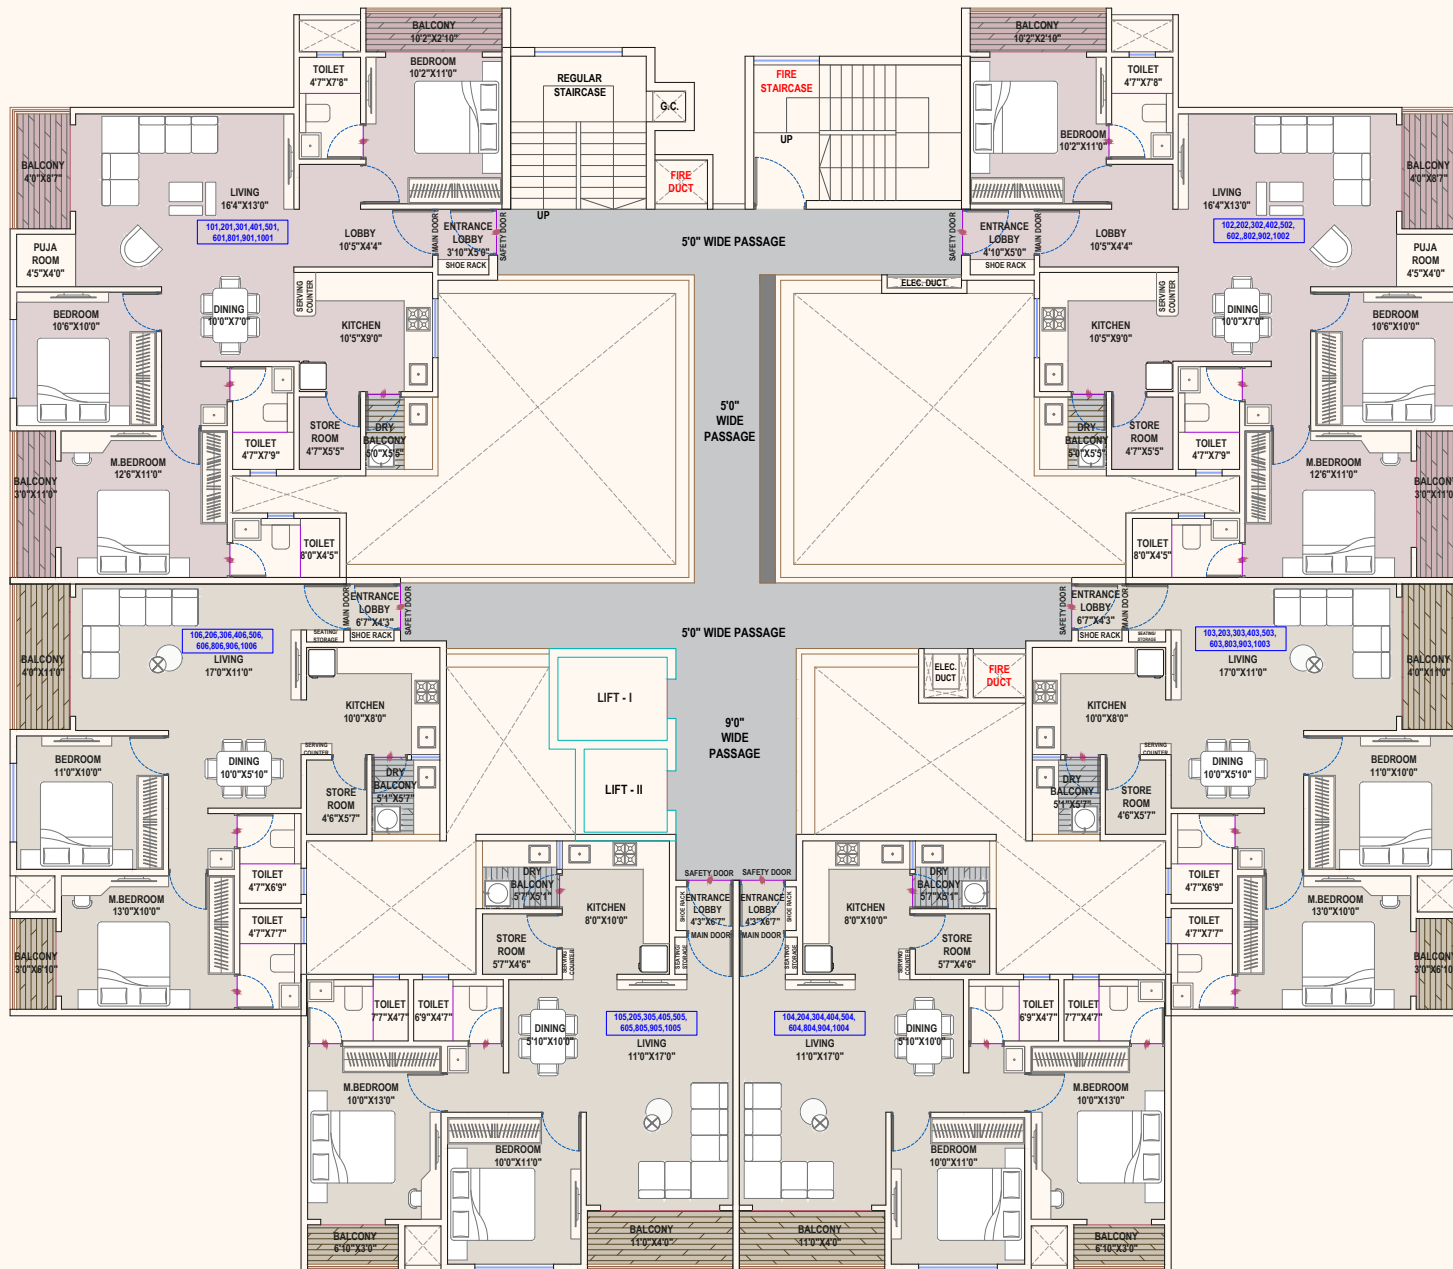 BALCONY
10'2"X2'10"
BEDROOM
10'2"X11'0"
TOILET
4'7"X7'8"
REGULAR
STAIRCASE
G.C.
FIRE
DUCT
UP
FIRE
STAIRCASE
UP
BALCONY
10'2"X2'10"
BEDROOM
10'2"X11'0"
TOILET
4'7"X7'8"
BALCONY
4'0"X8'7"
LIVING
16'4"X13'0"
101,201,301,401,501,
601,801,901,1001
LOBBY
10'5"X4'4"
MAIN DOOR
ENTRANCE
LOBBY
3'10"X5'0"
SHOE RACK
SAFETY DOOR
5'0" WIDE PASSAGE
SAFETY DOOR
ENTRANCE
LOBBY
4'10"X5'0"
SHOE RACK
MAIN DOOR
LOBBY
10'5"X4'4"
LIVING
16'4"X13'0"
102,202,302,402,502,
602,,802,902,1002
BALCONY
4'0"X8'7"
PUJA
ROOM
4'5"X4'0"
PUJA
ROOM
4'5"X4'0"
ELEC. DUCT
BEDROOM
10'6"X10'0"
DINING
10'0"X7'0"
SERVING
COUNTER
KITCHEN
10'5"X9'0"
KITCHEN
10'5"X9'0"
SERVING
COUNTER
DINING
10'0"X7'0"
BEDROOM
10'6"X10'0"
5'0"
WIDE
PASSAGE
TOILET
4'7"X7'9"
STORE
ROOM
4'7"X5'5"
DRY
BALCONY
5'0"X5'5"
DRY
BALCONY
5'0"X5'5"
STORE
ROOM
4'7"X5'5"
TOILET
4'7"X7'9"
M.BEDROOM
12'6"X11'0"
BALCONY
3'0"X11'0"
TOILET
8'0"X4'5"
TOILET
8'0"X4'5"
M.BEDROOM
12'6"X11'0"
BALCONY
3'0"X11'0"
MAIN DOOR
ENTRANCE
LOBBY
6'7"X4'3"
SEATING/
STORAGE
SHOE RACK
SAFETY DOOR
5'0" WIDE PASSAGE
SAFETY DOOR
ENTRANCE
LOBBY
6'7"X4'3"
SHOE RACK
MAIN DOOR
SEATING/
STORAGE
106,206,306,406,506,
606,806,906,1006
LIVING
17'0"X11'0"
BALCONY
4'0"X11'0"
103,203,303,403,503,
603,803,903,1003
LIVING
17'0"X11'0"
BALCONY
4'0"X11'0"
LIFT - I
LIFT - II
ELEC.
DUCT
FIRE
DUCT
9'0"
WIDE
PASSAGE
KITCHEN
10'0"X8'0"
KITCHEN
10'0"X8'0"
SERVING
COUNTER
SERVING
COUNTER
BEDROOM
11'0"X10'0"
DINING
10'0"X5'10"
STORE
ROOM
4'6"X5'7"
DRY
BALCONY
5'1"X5'7"
DRY
BALCONY
5'1"X5'7"
STORE
ROOM
4'6"X5'7"
DINING
10'0"X5'10"
BEDROOM
11'0"X10'0"
TOILET
4'7"X6'9"
TOILET
4'7"X6'9"
M.BEDROOM
13'0"X10'0"
TOILET
4'7"X7'7"
BALCONY
3'0"X6'10"
M.BEDROOM
13'0"X10'0"
TOILET
4'7"X7'7"
BALCONY
3'0"X6'10"
DRY
BALCONY
5'7"X5'1"
KITCHEN
8'0"X10'0"
STORE
ROOM
5'7"X4'6"
SERVING
COUNTER
SAFETY DOOR
SHOE RACK
ENTRANCE
LOBBY
4'3"X6'7"
MAIN DOOR
SEATING/
STORAGE
SAFETY DOOR
ENTRANCE
LOBBY
4'3"X6'7"
SHOE RACK
MAIN DOOR
SEATING/
STORAGE
KITCHEN
8'0"X10'0"
DRY
BALCONY
5'7"X5'1"
STORE
ROOM
5'7"X4'6"
SERVING
COUNTER
TOILET
7'7"X4'7"
TOILET
6'9"X4'7"
DINING
5'10"X10'0"
105,205,305,405,505,
605,805,905,1005
LIVING
11'0"X17'0"
104,204,304,404,504,
604,804,904,1004
LIVING
11'0"X17'0"
DINING
5'10"X10'0"
TOILET
6'9"X4'7"
TOILET
7'7"X4'7"
M.BEDROOM
10'0"X13'0"
BEDROOM
10'0"X11'0"
BEDROOM
10'0"X11'0"
M.BEDROOM
10'0"X13'0"
BALCONY
6'10"X3'0"
BALCONY
11'0"X4'0"
BALCONY
11'0"X4'0"
BALCONY
6'10"X3'0"